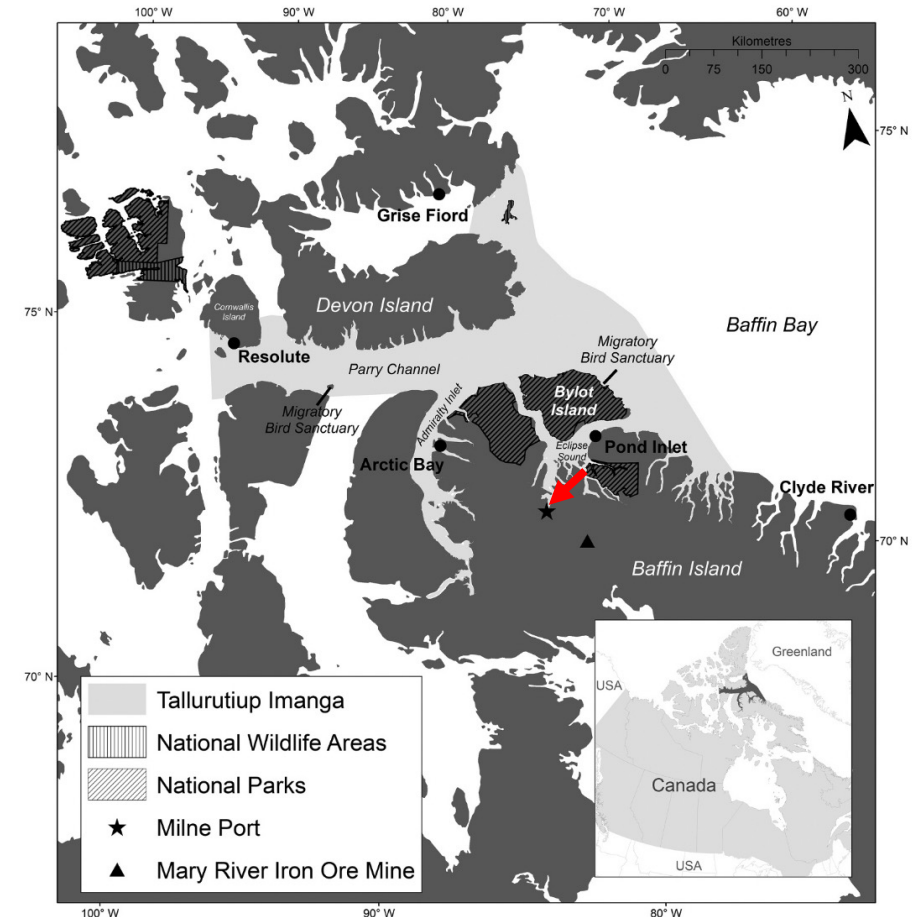 100° W
90° W
80° W
70° W
60° W
Kilometres
0 75 150 300
N
75° N
Grise Fiord
Devon Island
Cornwallis
Island
75° N
Baffin Bay
Resolute
Parry Channel
Migratory
Bird Sanctuary
Migratory
Bird Sanctuary
Bylot
Island
Admiralty Inlet
Eclipse
Sound
Pond Inlet
Arctic Bay
Clyde River
70° N
Baffin Island
70° N
Tallurutiup Imanga
National Wildlife Areas
National Parks
Milne Port
Mary River Iron Ore Mine
Greenland
USA
Canada
USA
100° W
90° W
80° W